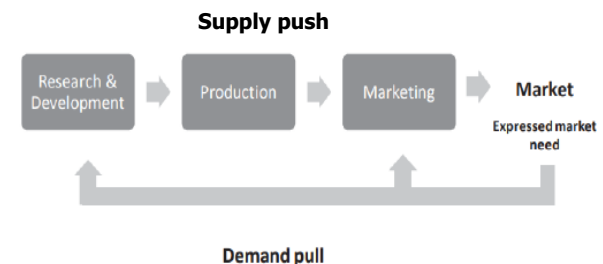 Supply push
Research &
Development
Production
Marketing
Market
Expressed market
need
Demand pull